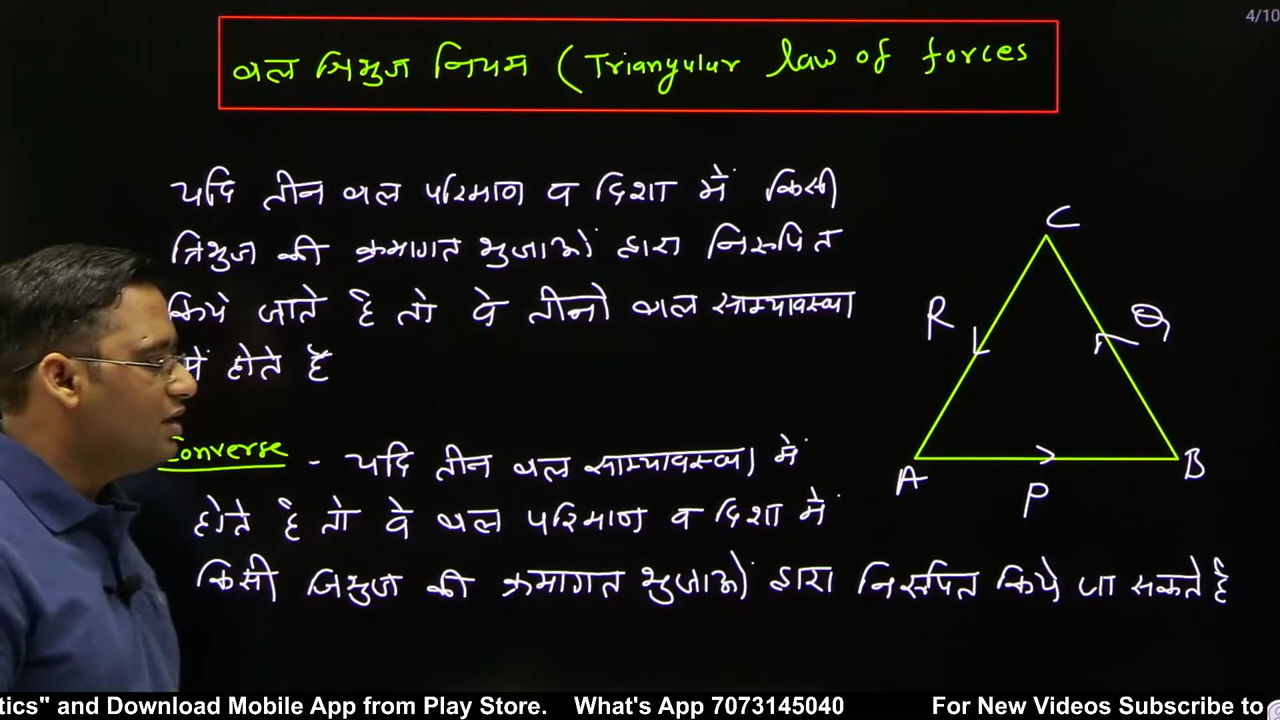 4/10
बल त्रिभुज नियम (Triangular law of forces
यदि तीन बल परिमाण व दिशा में किसी
त्रिभुज की क्रमागत भुजाओं द्वारा निरूपित
किये जाते है तो वे तीनो बल साम्यावस्था
में होते है
Converse - यदि तीन बल साम्यावस्था में
होते है तो वे बल परिमाण व दिशा में
किसी त्रिभुज की क्रमागत भुजाओं द्वारा निरूपित किये जा सकते है
C
R
Q
A
B
P
tics" and Download Mobile App from Play Store. What's App 7073145040 For New Videos Subscribe to